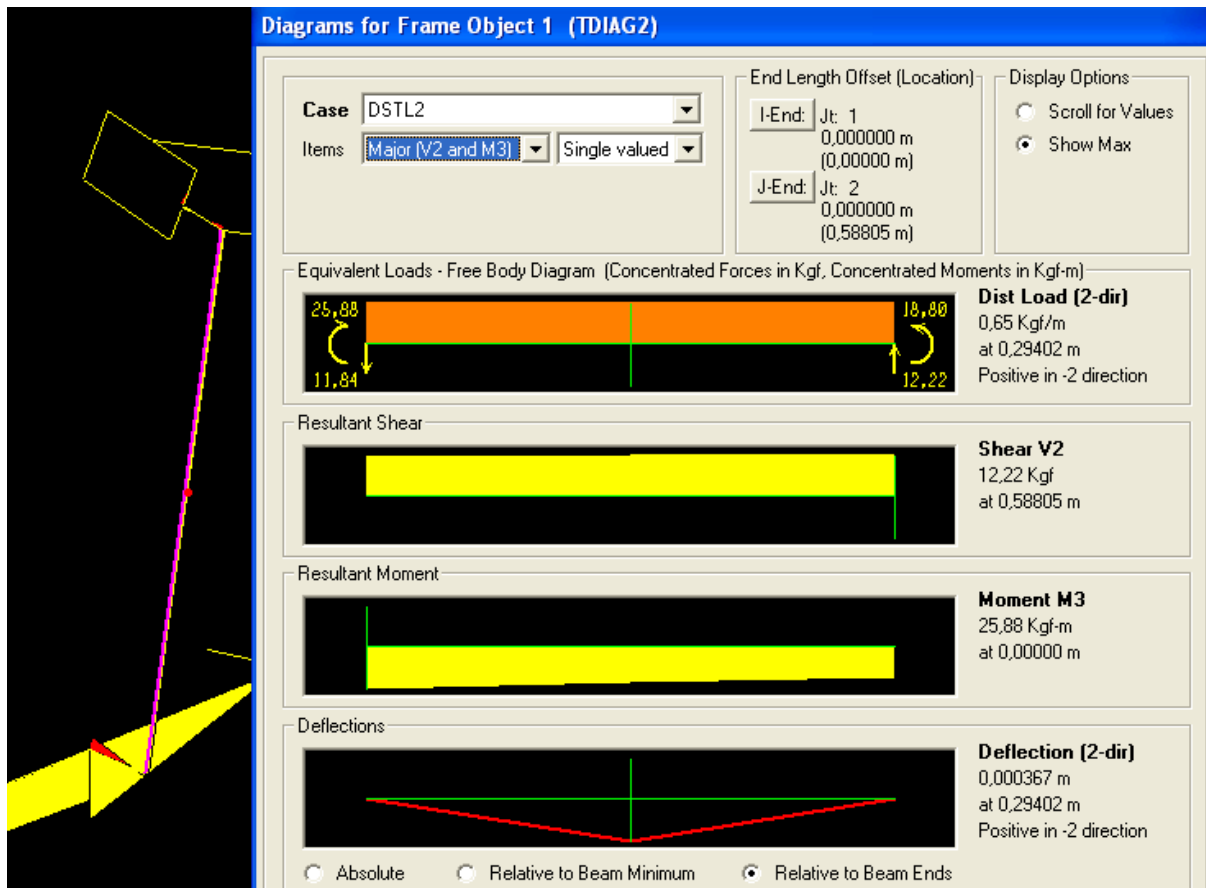 Diagrams for Frame Object 1 (TDIAG2)
Case DSTL2
Items Major (V2 and M3) Single valued
End Length Offset (Location)
I-End: Jt: 1
0,000000 m
(0,00000 m)
J-End: Jt: 2
0,000000 m
(0,58805 m)
Display Options
Scroll for Values
Show Max
Equivalent Loads - Free Body Diagram (Concentrated Forces in Kgf, Concentrated Moments in Kgf-m)
25,88
18,80
11,84
12,22
Dist Load (2-dir)
0,65 Kgf/m
at 0,29402 m
Positive in -2 direction
Resultant Shear
Shear V2
12,22 Kgf
at 0,58805 m
Resultant Moment
Moment M3
25,88 Kgf-m
at 0,00000 m
Deflections
Deflection (2-dir)
0,000367 m
at 0,29402 m
Positive in -2 direction
Absolute Relative to Beam Minimum Relative to Beam Ends